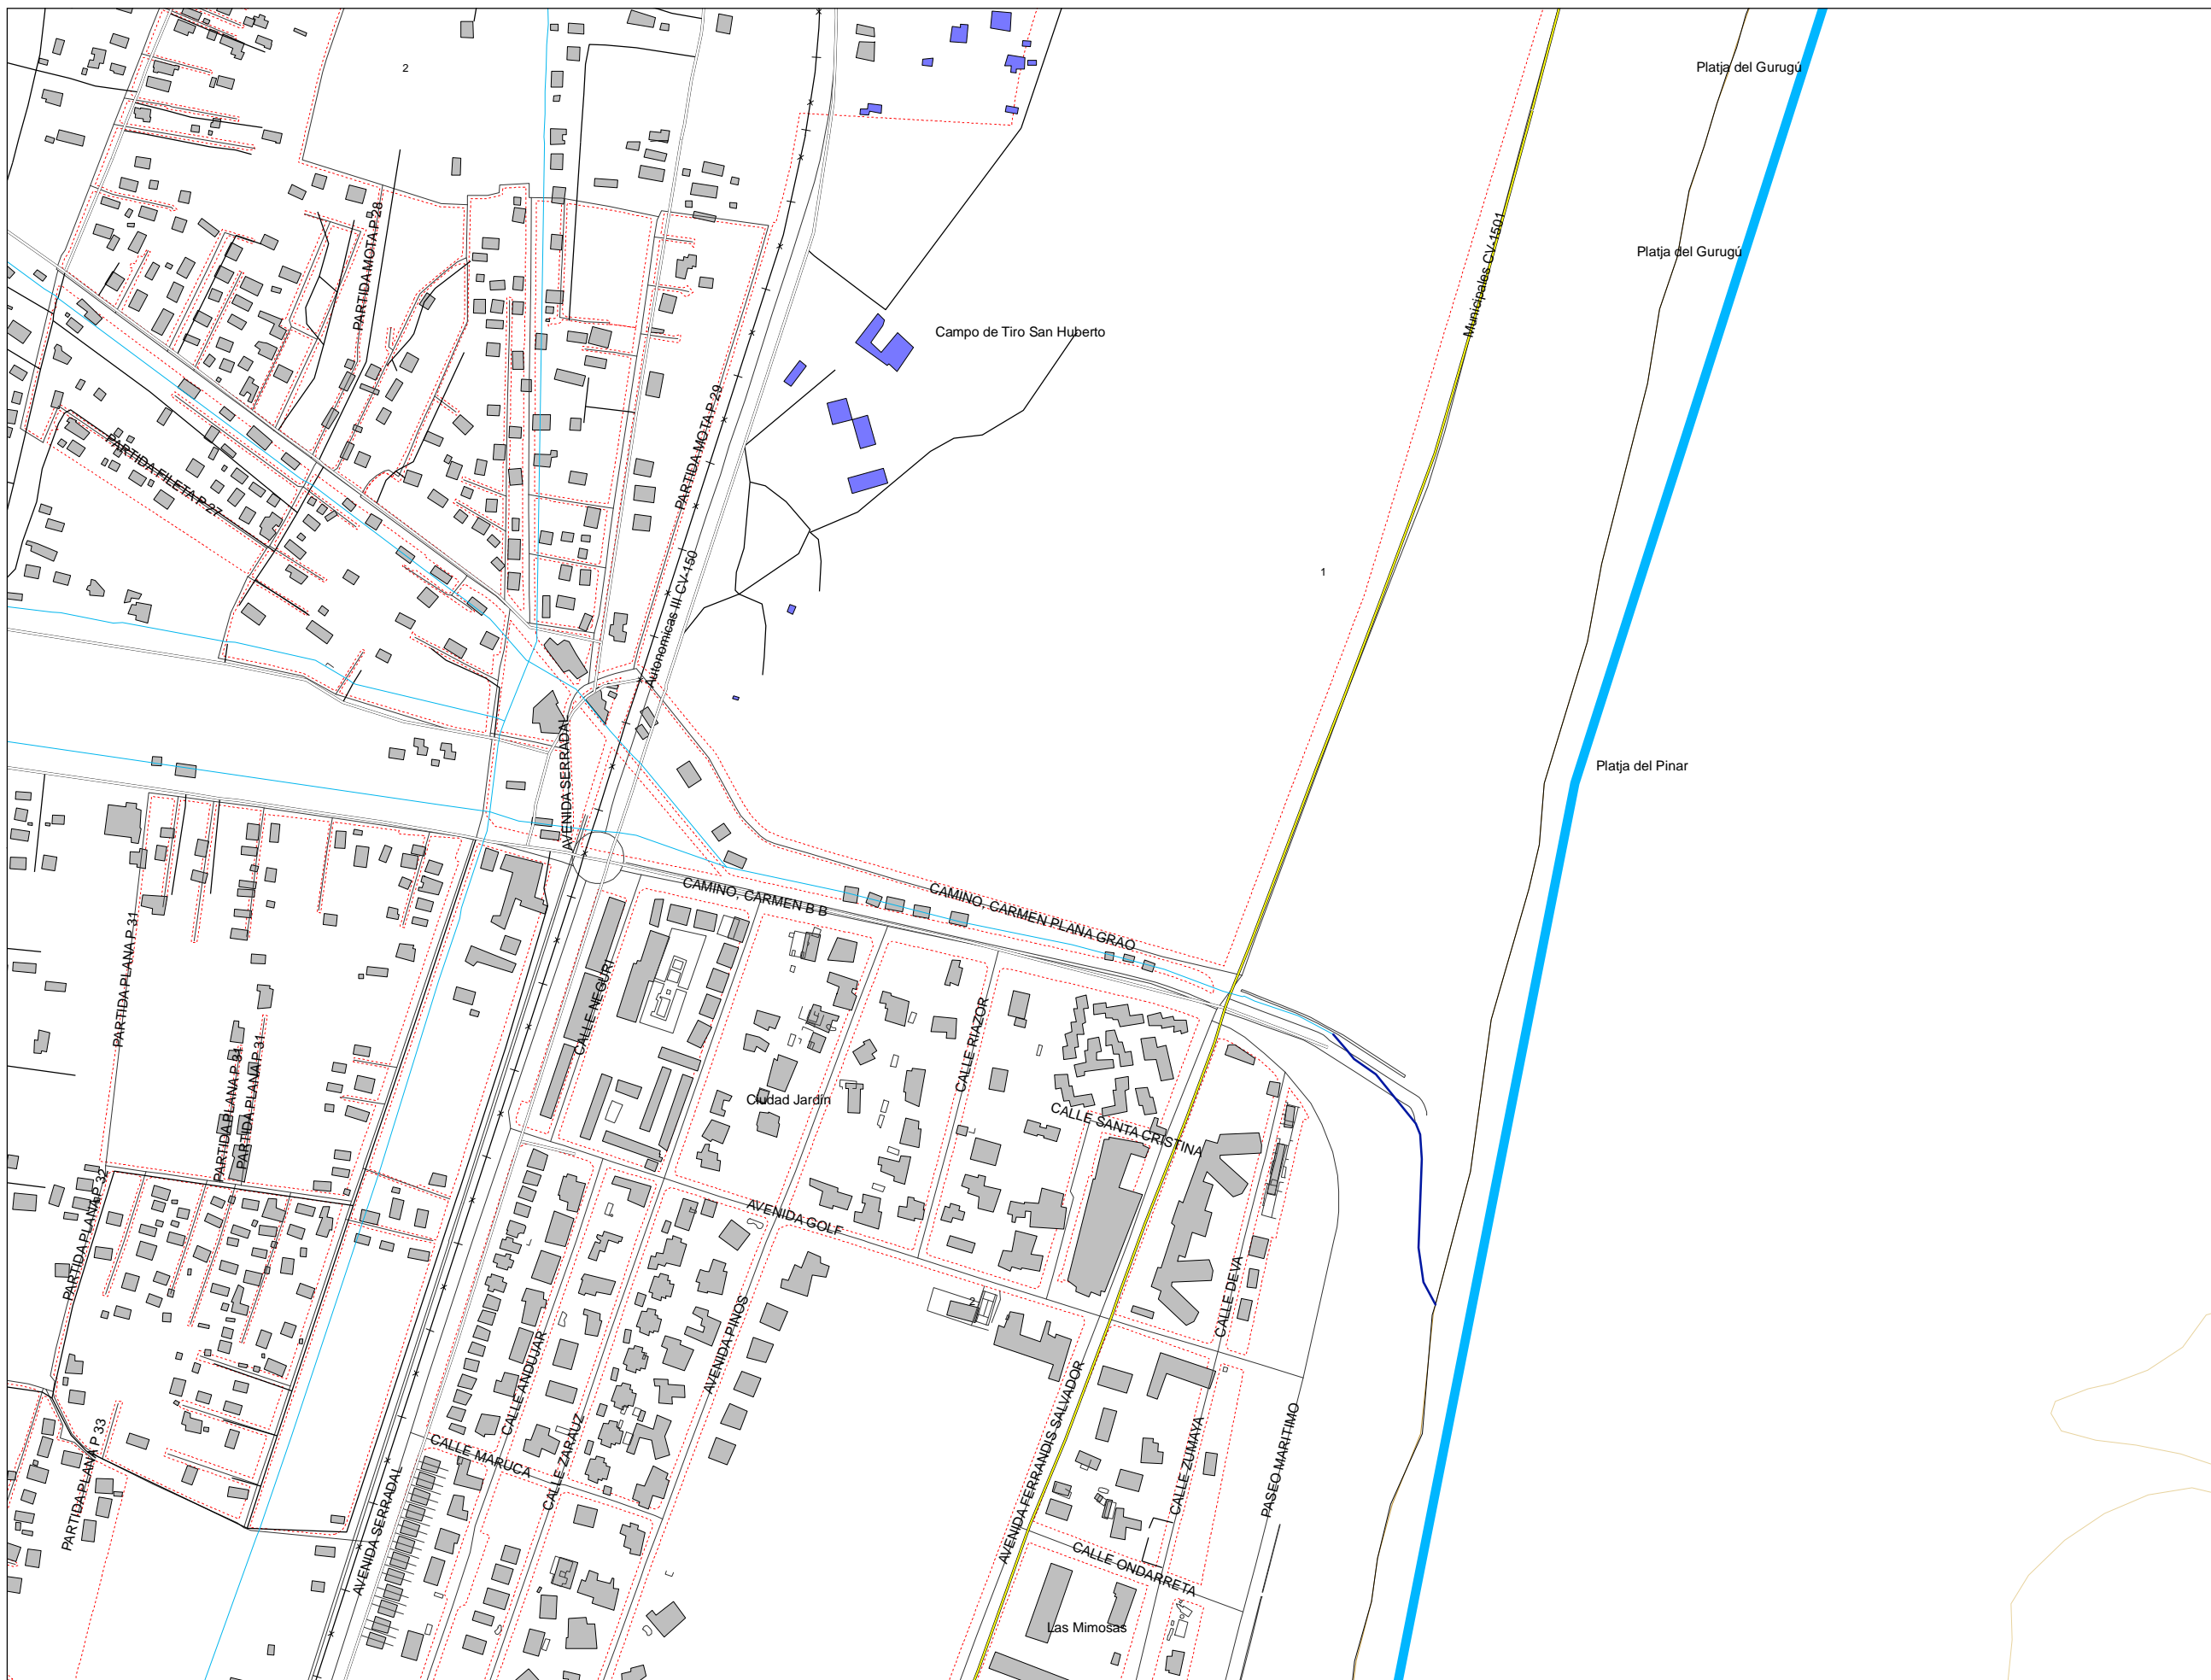 Platja del Gurugú
2
PARTIDA MOTA P 28
Municipales CV-1501
Platja del Gurugú
Campo de Tiro San Huberto
PARTIDA MOTA P 29
PARTIDA FILETA P 27
Autonomicas III CV-150
1
AVENIDA SERRADAL
Platja del Pinar
CAMINO, CARMEN B B
CAMINO, CARMEN PLANA GRAO
PARTIDA PLANA P 31
CALLE NEGURI
CALLE RIAZOR
PARTIDA PLANA P 31
PARTIDA PLANA P 31
Ciudad Jardín
CALLE SANTA CRISTINA
PARTIDA PLANA P 32
AVENIDA GOLF
CALLE DEVA
2
CALLE ANDUJAR
AVENIDA PINOS
AVENIDA FERRANDIS SALVADOR
PASEO MARITIMO
CALLE ZUMAYA
CALLE ZARAUZ
CALLE MARUCA
PARTIDA PLANA P 33
AVENIDA SERRADAL
CALLE ONDARRETA
Las Mimosas